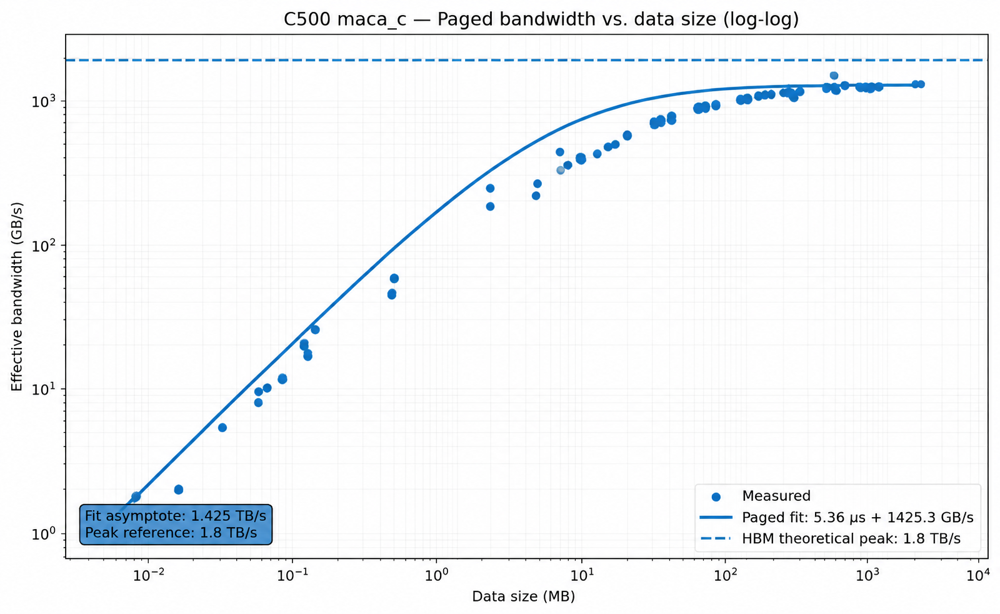 C500 maca_c — Paged bandwidth vs. data size (log-log)
Effective bandwidth (GB/s)
10³
10²
10¹
10⁰
Fit asymptote: 1.425 TB/s
Peak reference: 1.8 TB/s
Measured
Paged fit: 5.36 µs + 1425.3 GB/s
HBM theoretical peak: 1.8 TB/s
10⁻² 10⁻¹ 10⁰ 10¹ 10² 10³ 10⁴
Data size (MB)